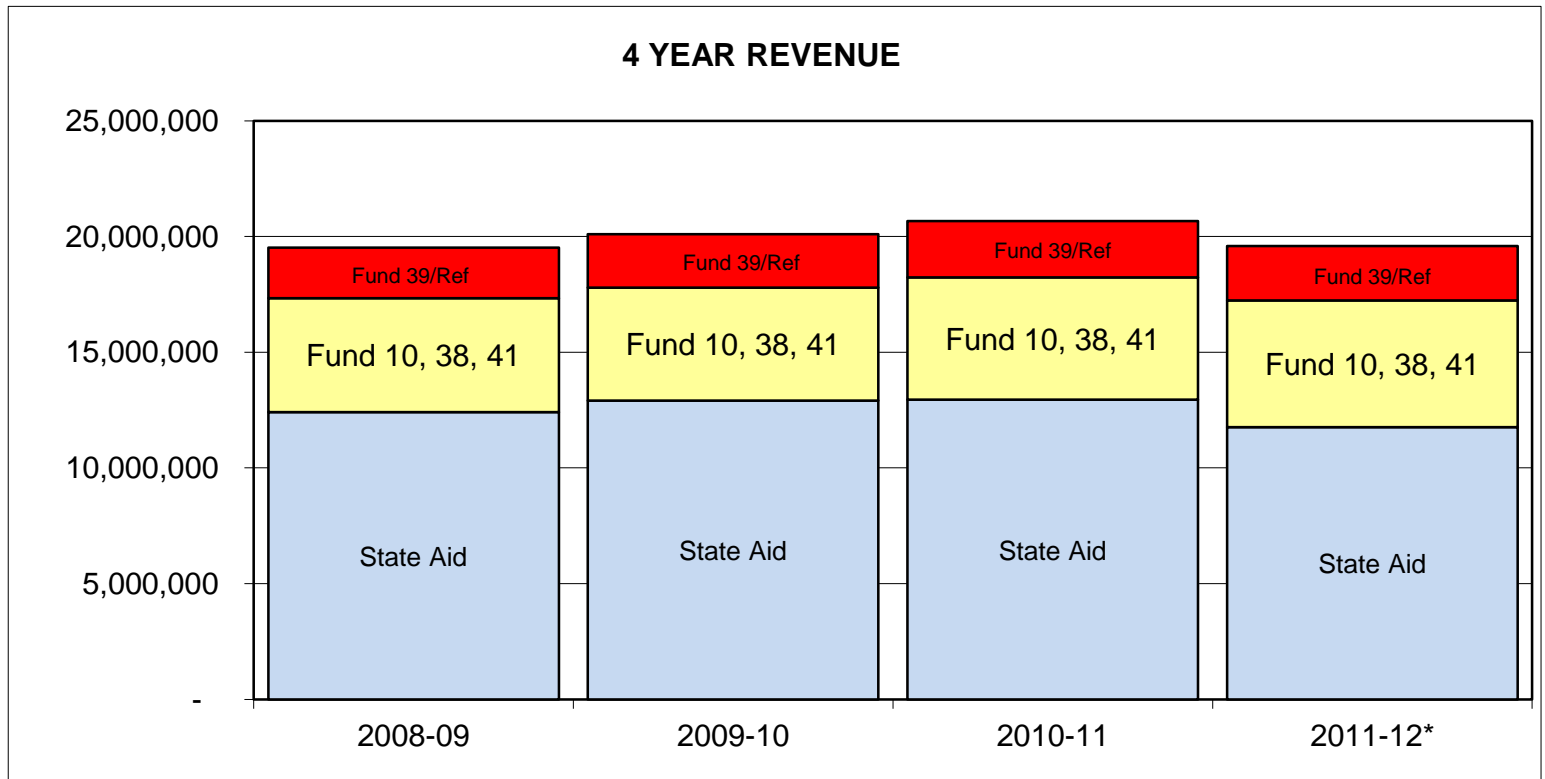 4 YEAR REVENUE
25,000,000
20,000,000
15,000,000
10,000,000
5,000,000
-
Fund 39/Ref
Fund 10, 38, 41
State Aid
Fund 39/Ref
Fund 10, 38, 41
State Aid
Fund 39/Ref
Fund 10, 38, 41
State Aid
Fund 39/Ref
Fund 10, 38, 41
State Aid
2008-09
2009-10
2010-11
2011-12*